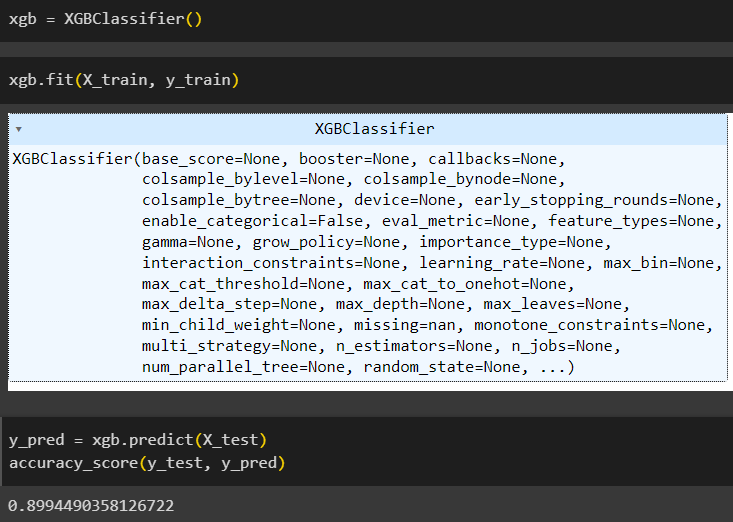 xgb = XGBClassifier()
xgb.fit(X_train, y_train)
XGBClassifier
XGBClassifier(base_score=None, booster=None, callbacks=None,
colsample_bylevel=None, colsample_bynode=None,
colsample_bytree=None, device=None, early_stopping_rounds=None,
enable_categorical=False, eval_metric=None, feature_types=None,
gamma=None, grow_policy=None, importance_type=None,
interaction_constraints=None, learning_rate=None, max_bin=None,
max_cat_threshold=None, max_cat_to_onehot=None,
max_delta_step=None, max_depth=None, max_leaves=None,
min_child_weight=None, missing=nan, monotone_constraints=None,
multi_strategy=None, n_estimators=None, n_jobs=None,
num_parallel_tree=None, random_state=None, ...)
y_pred = xgb.predict(X_test)
accuracy_score(y_test, y_pred)
0.8994490358126722